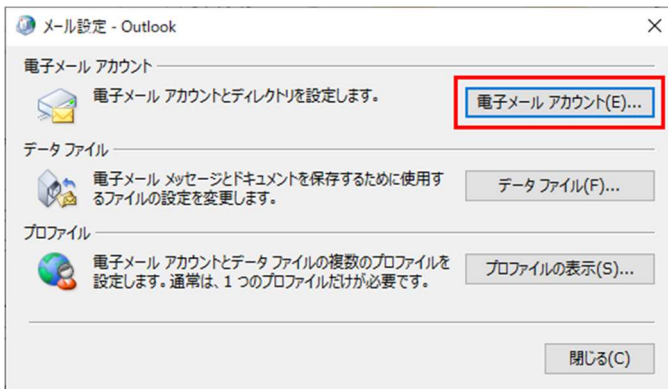 メール設定 - Outlook
電子メール アカウント
電子メール アカウントとディレクトリを設定します。
電子メール アカウント(E)...
データ ファイル
電子メール メッセージとドキュメントを保存するために使用す
るファイルの設定を変更します。
データ ファイル(F)...
プロファイル
電子メール アカウントとデータ ファイルの複数のプロファイルを
設定します。通常は、1 つのプロファイルだけが必要です。
プロファイルの表示(S)...
閉じる(C)